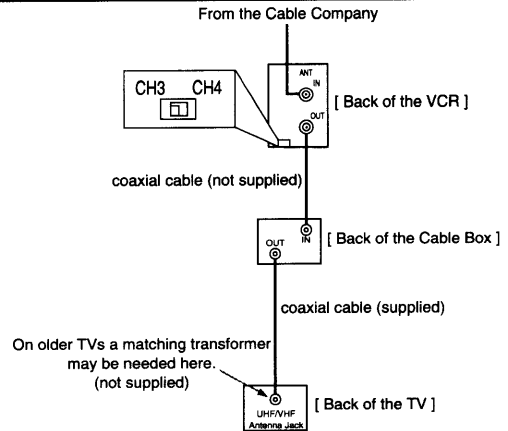 From the Cable Company
ANT
IN
CH3 CH4
[ Back of the VCR ]
OUT
coaxial cable (not supplied)
IN
OUT
[ Back of the Cable Box ]
coaxial cable (supplied)
On older TVs a matching transformer
may be needed here.
(not supplied)
UHF/VHF
Antenna Jack
[ Back of the TV ]